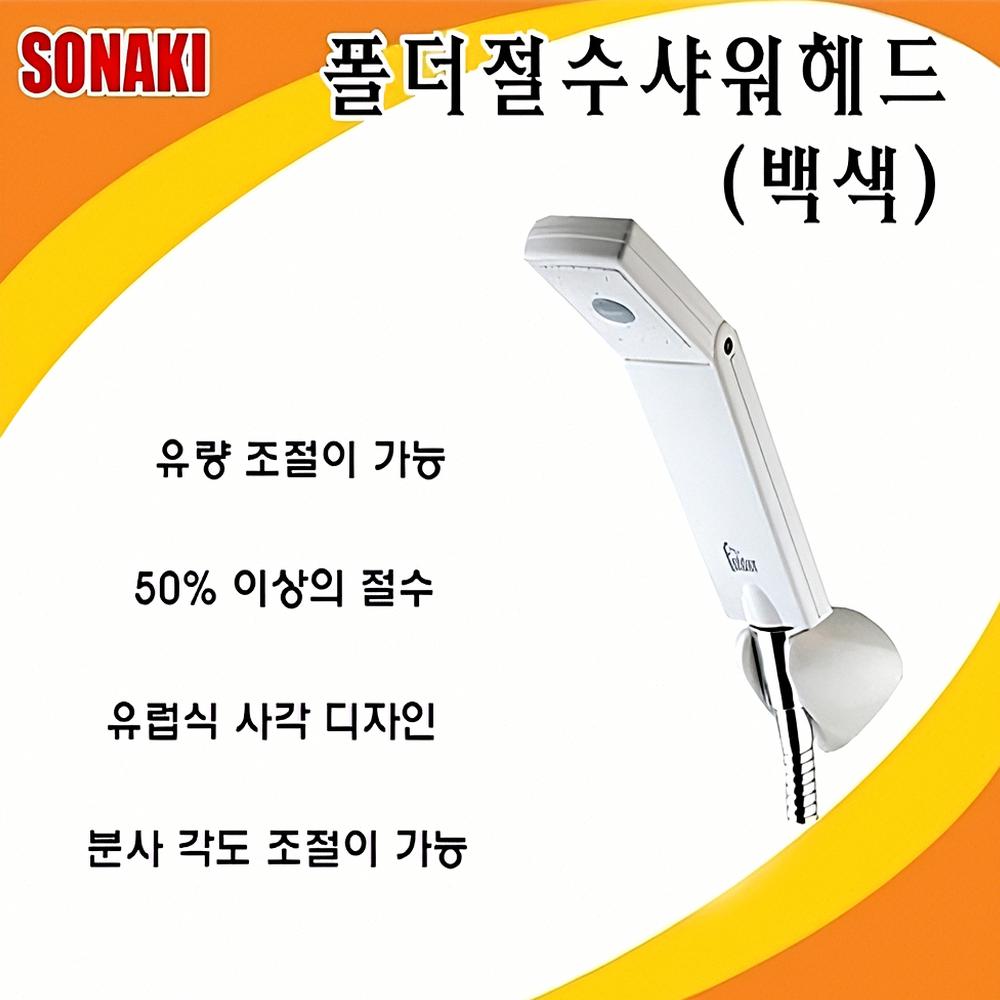 SONAKI
폴더절수샤워헤드
(백색)
유량 조절이 가능
50% 이상의 절수
유럽식 사각 디자인
분사 각도 조절이 가능